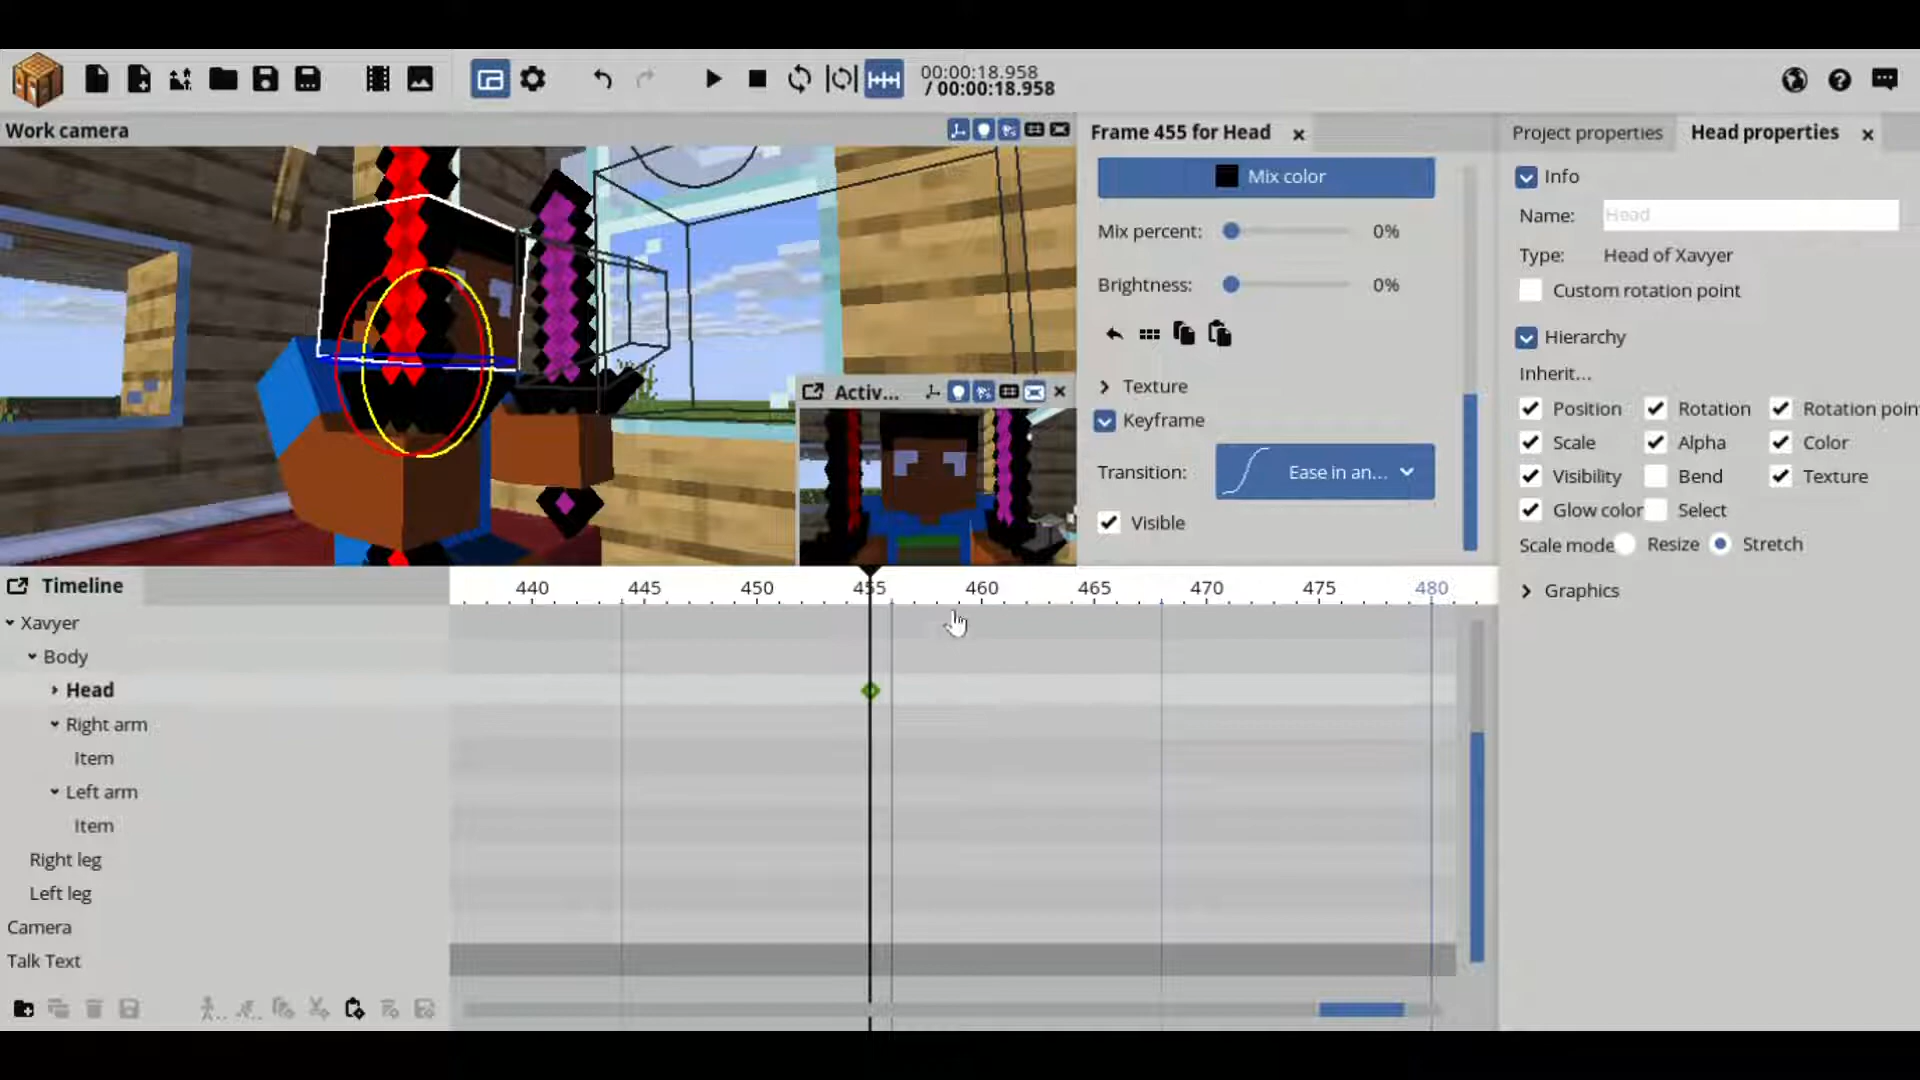 00:00:18.958
/ 00:00:18.958
Work camera
Frame 455 for Head
Project properties
Head properties
Mix color
Mix percent:
0%
Brightness:
0%
Texture
Keyframe
Transition:
Ease in an...
Visible
Info
Name:
Head
Type:
Head of Xavyer
Custom rotation point
Hierarchy
Inherit...
Position
Rotation
Rotation poin
Scale
Alpha
Color
Visibility
Bend
Texture
Glow color
Select
Scale mode
Resize
Stretch
Graphics
Activ...
Timeline
440
445
450
455
460
465
470
475
480
Xavyer
Body
Head
Right arm
Item
Left arm
Item
Right leg
Left leg
Camera
Talk Text